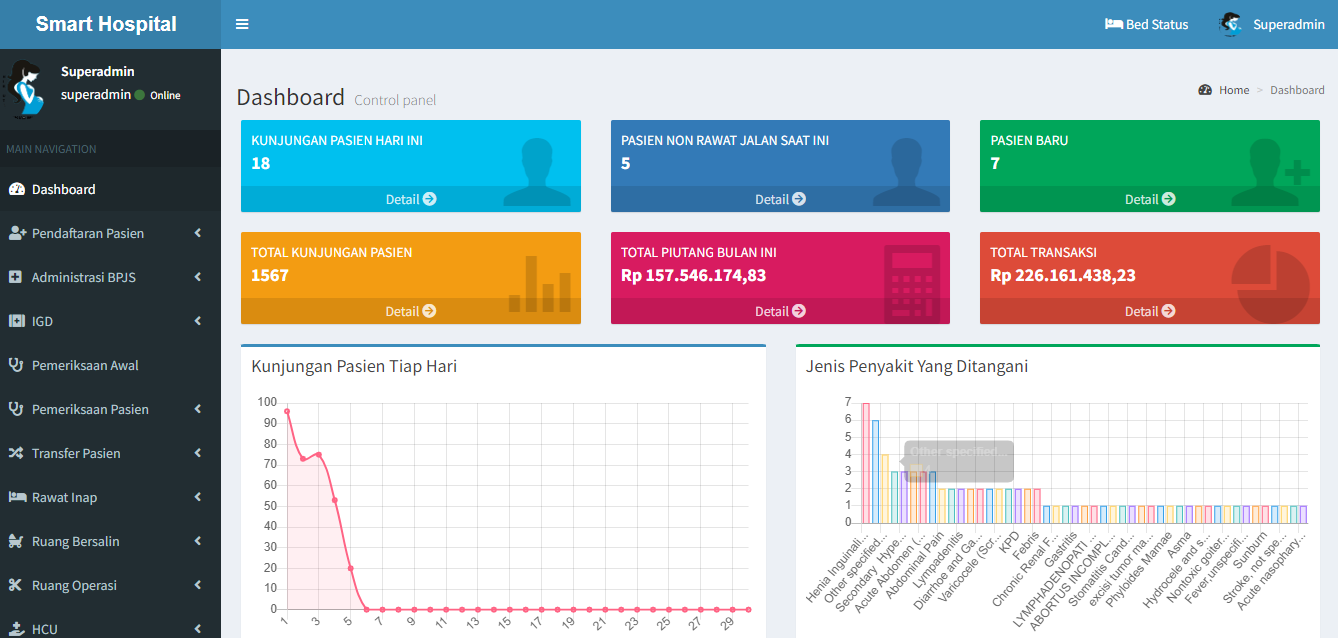 Smart Hospital
Bed Status
Superadmin
Superadmin
superadmin Online
MAIN NAVIGATION
Dashboard
Pendaftaran Pasien
Administrasi BPJS
IGD
Pemeriksaan Awal
Pemeriksaan Pasien
Transfer Pasien
Rawat Inap
Ruang Bersalin
Ruang Operasi
HCU
Dashboard Control panel
Home > Dashboard
KUNJUNGAN PASIEN HARI INI
18
Detail
PASIEN NON RAWAT JALAN SAAT INI
5
Detail
PASIEN BARU
7
Detail
TOTAL KUNJUNGAN PASIEN
1567
Detail
TOTAL PIUTANG BULAN INI
Rp 157.546.174,83
Detail
TOTAL TRANSAKSI
Rp 226.161.438,23
Detail
Kunjungan Pasien Tiap Hari
100
90
80
70
60
50
40
30
20
10
0
1
3
5
7
9
11
13
15
17
19
21
23
25
27
29
Jenis Penyakit Yang Ditangani
7
6
5
4
3
2
1
0
Other specified...
4
Henia Inguinati...
Other specified...
Secondary Hype...
Acute Abdomen (...
Abdominal Pain
Lympadenitis
Diarrhoe and Ga...
Varicocele (Scr...
KPD
Febris
Chronic Renal F...
Gastritis
LYMPHADENOPATI ...
ABORTUS INCOMPL...
Stomatitis Cand...
excisi tumor ma...
Phyloides Mamae
Asma
Hydrocele and s...
Nontoxic goiter...
Fever,unspecifi...
Sunburn
Stroke, not spe...
Acute nasophary...